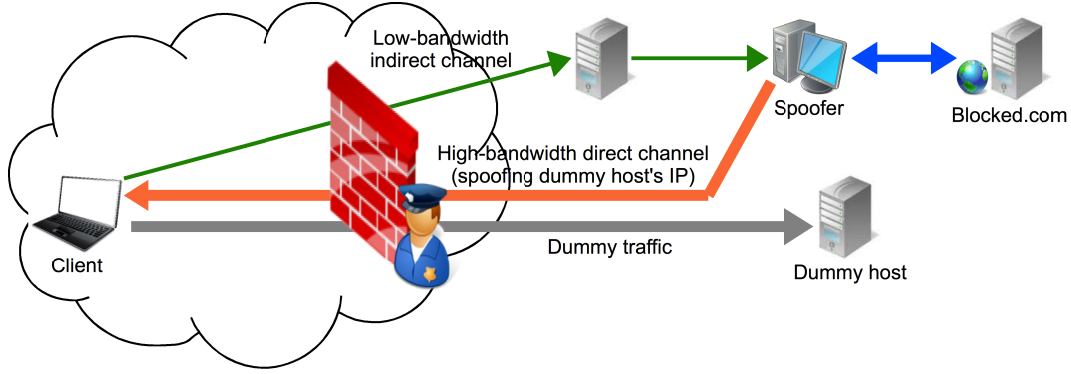 Low-bandwidth
indirect channel
Spoofer
Blocked.com
High-bandwidth direct channel
(spoofing dummy host's IP)
Client
Dummy traffic
Dummy host